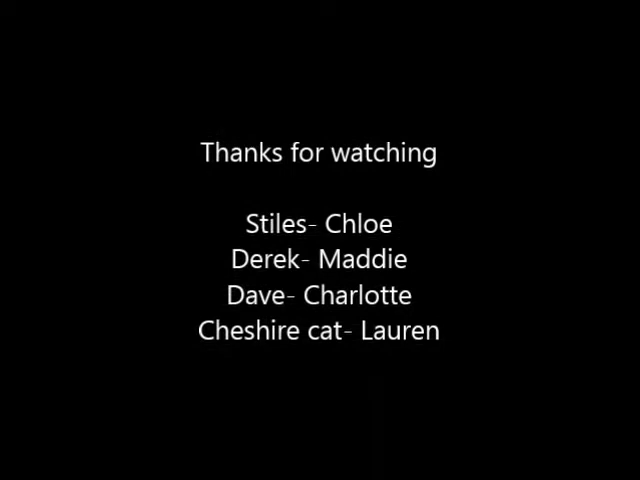 Thanks for watching
Stiles- Chloe
Derek- Maddie
Dave- Charlotte
Cheshire cat- Lauren